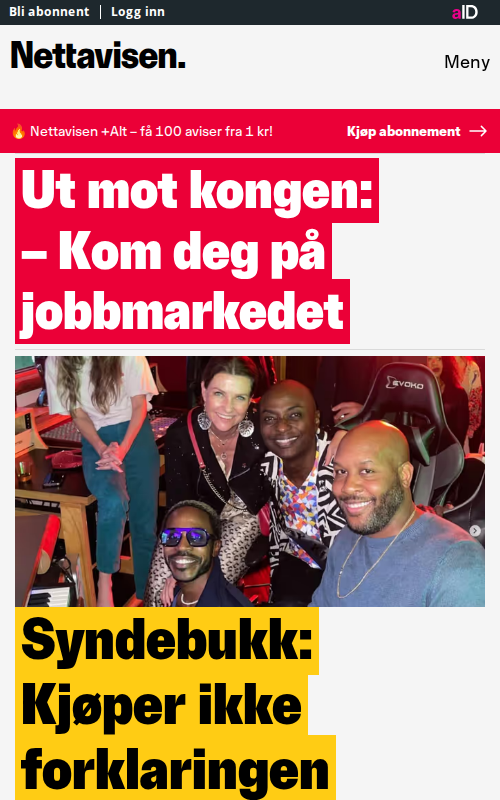 Bli abonnent | Logg inn
aID
Nettavisen.
Meny
🔥 Nettavisen +Alt – få 100 aviser fra 1 kr!
Kjøp abonnement →
Ut mot kongen:
– Kom deg på
jobbmarkedet
EVOKO
Syndebukk:
Kjøper ikke
forklaringen